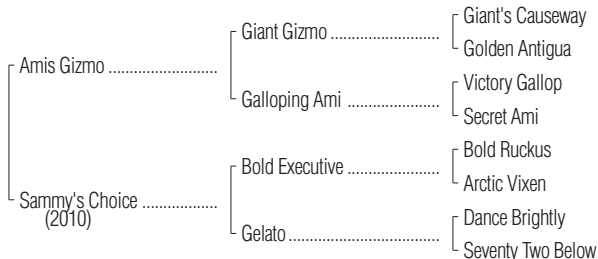 Giant's Causeway
Giant Gizmo ........................
Golden Antigua
Amis Gizmo ........................
Victory Gallop
Galloping Ami ....................
Secret Ami
Bold Ruckus
Bold Executive ....................
Arctic Vixen
Sammy's Choice .................
(2010)
Dance Brightly
Gelato .................................
Seventy Two Below